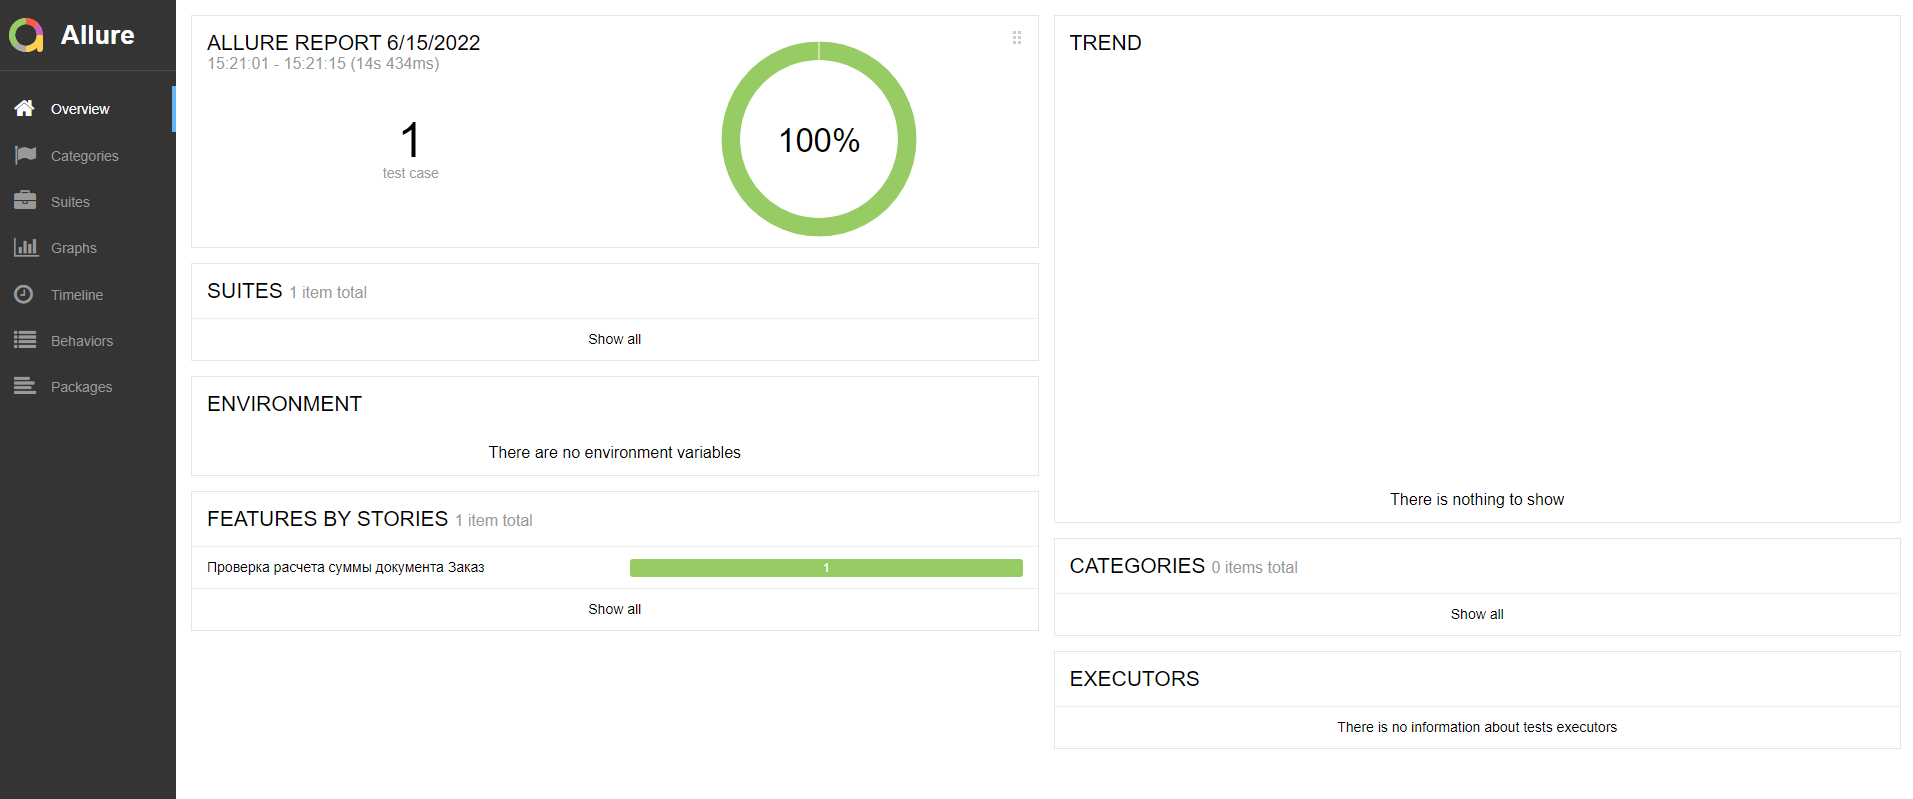 Allure
Overview
Categories
Suites
Graphs
Timeline
Behaviors
Packages
ALLURE REPORT 6/15/2022
15:21:01 - 15:21:15 (14s 434ms)
1
test case
100%
SUITES 1 item total
Show all
ENVIRONMENT
There are no environment variables
FEATURES BY STORIES 1 item total
Проверка расчета суммы документа Заказ
1
Show all
TREND
There is nothing to show
CATEGORIES 0 items total
Show all
EXECUTORS
There is no information about tests executors